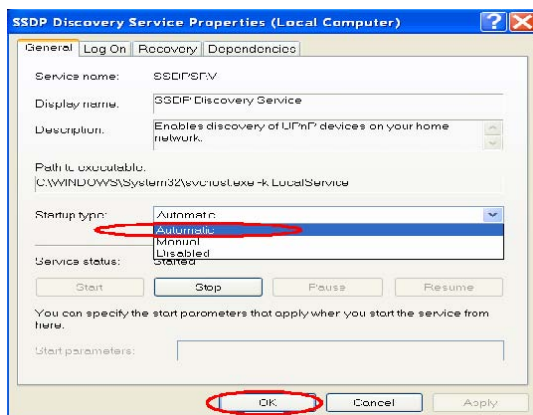 SSDP Discovery Service Properties (Local Computer)
General Log On Recovery Dependencies
Service name: SSDPSRV
Display name: SSDP Discovery Service
Description: Enables discovery of UPnP devices on your home
network.
Path to executable:
C:\WINDOWS\System32\svchost.exe -k LocalService
Startup type: Automatic
Automatic
Manual
Disabled
Service status: Started
Start Stop Pause Resume
You can specify the start parameters that apply when you start the service from
here.
Start parameters:
OK Cancel Apply